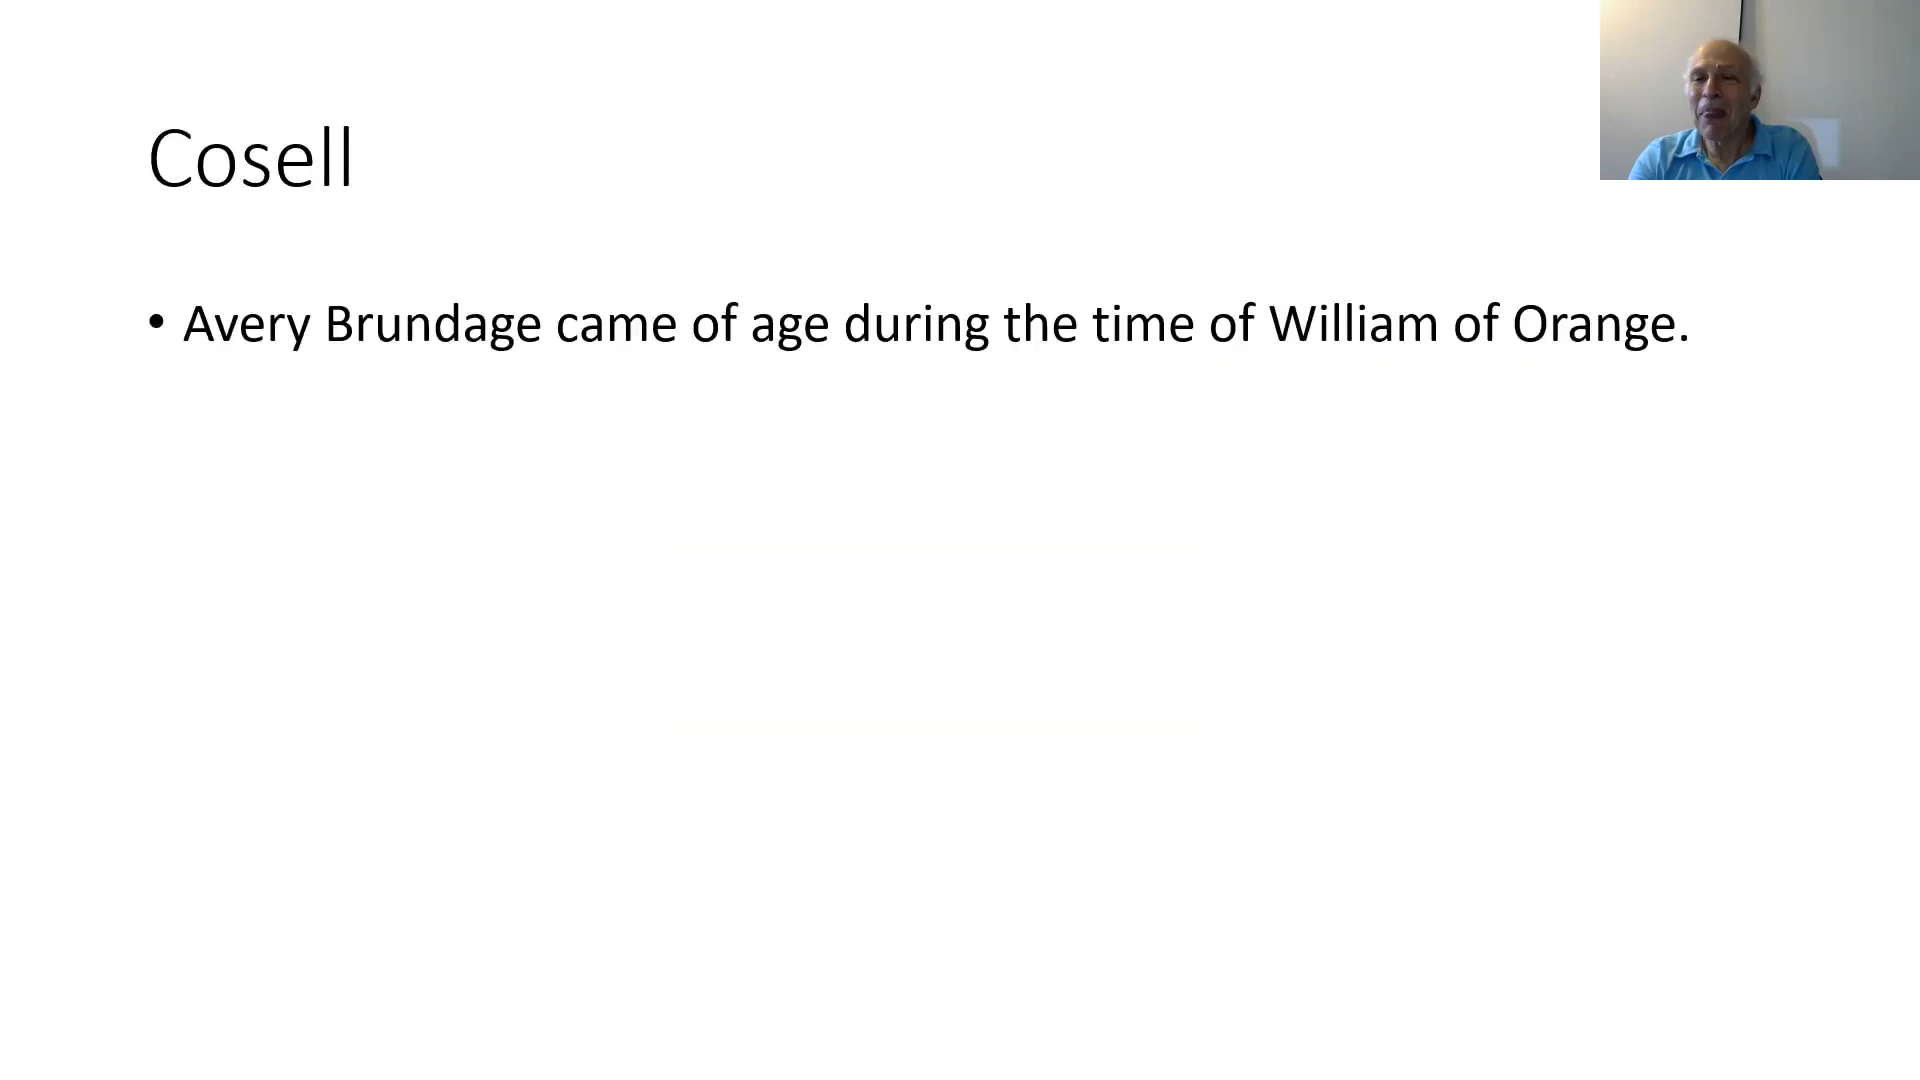 Cosell
• Avery Brundage came of age during the time of William of Orange.